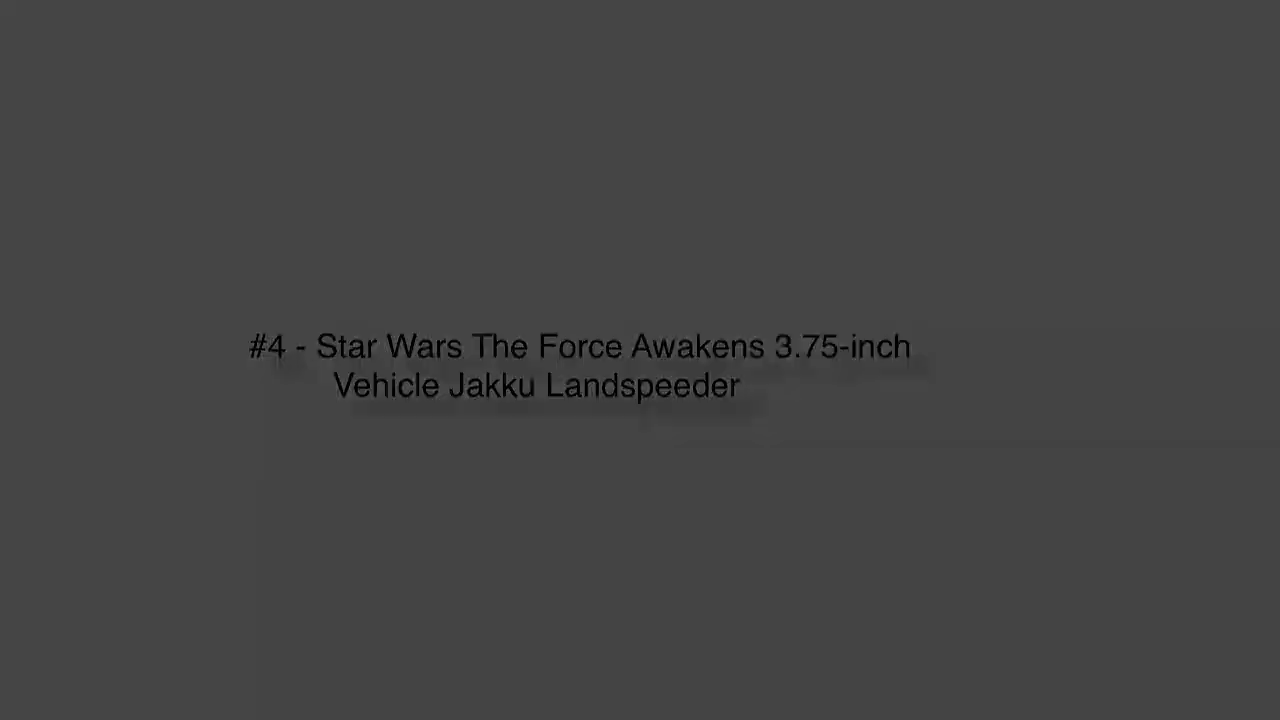 #4 - Star Wars The Force Awakens 3.75-inch
Vehicle Jakku Landspeeder